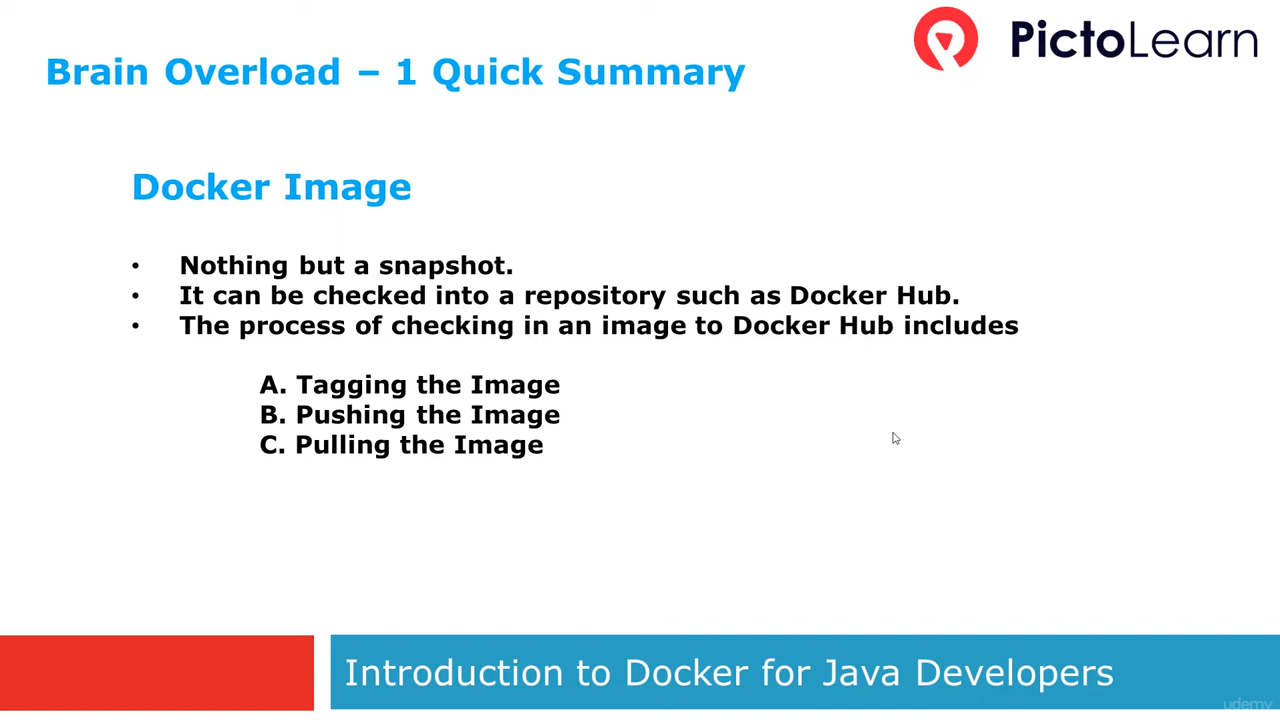 PictoLearn
Brain Overload – 1 Quick Summary
Docker Image
• Nothing but a snapshot.
• It can be checked into a repository such as Docker Hub.
• The process of checking in an image to Docker Hub includes
A. Tagging the Image
B. Pushing the Image
C. Pulling the Image
Introduction to Docker for Java Developers
udemy